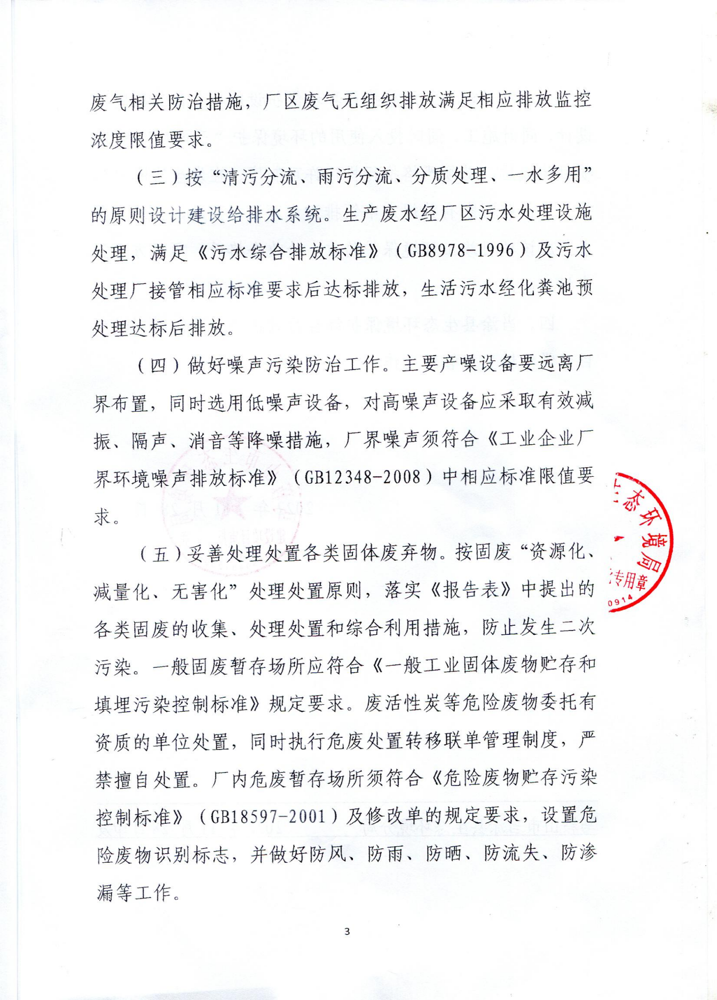 废气相关防治措施，厂区废气无组织排放满足相应排放监控
浓度限值要求。
（三）按“清污分流、雨污分流、分质处理、一水多用”
的原则设计建设给排水系统。生产废水经厂区污水处理设施
处理，满足《污水综合排放标准》（GB8978-1996）及污水
处理厂接管相应标准要求后达标排放，生活污水经化粪池预
处理达标后排放。
（四）做好噪声污染防治工作。主要产噪设备要远离厂
界布置，同时选用低噪声设备，对高噪声设备应采取有效减
振、隔声、消音等降噪措施，厂界噪声须符合《工业企业厂
界环境噪声排放标准》（GB12348-2008）中相应标准限值要
求。
（五）妥善处理处置各类固体废弃物。按固废“资源化、
减量化、无害化”处理处置原则，落实《报告表》中提出的
各类固废的收集、处理处置和综合利用措施，防止发生二次
污染。一般固废暂存场所应符合《一般工业固体废物贮存和
填埋污染控制标准》规定要求。废活性炭等危险废物委托有
资质的单位处置，同时执行危废处置转移联单管理制度，严
禁擅自处置。厂内危废暂存场所须符合《危险废物贮存污染
控制标准》（GB18597-2001）及修改单的规定要求，设置危
险废物识别标志，并做好防风、防雨、防晒、防流失、防渗
漏等工作。
态环境局
专用章
0914
3